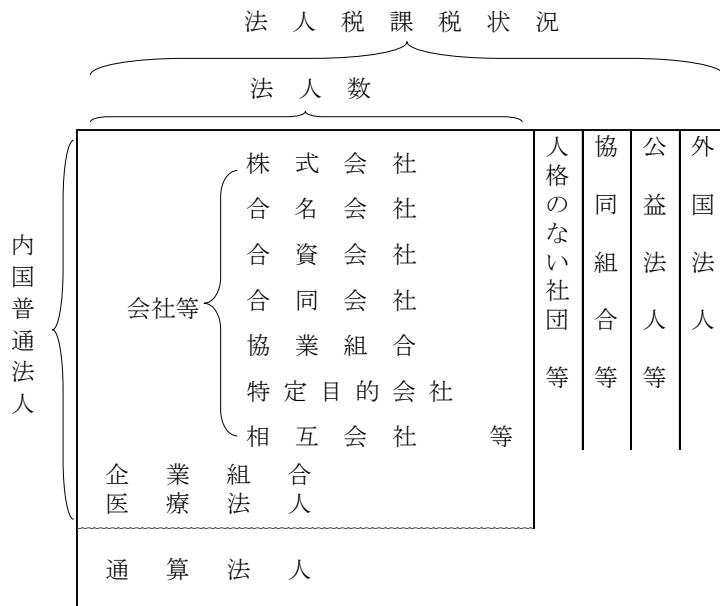 法人税課税状況
法人数
内国普通法人
会社等
株式会社
合名会社
合資会社
合同会社
協業組合
特定目的会社
相互会社 等
企業組合
医療法人
通算法人
人格のない社団等
協同組合等
公益法人等
外国法人